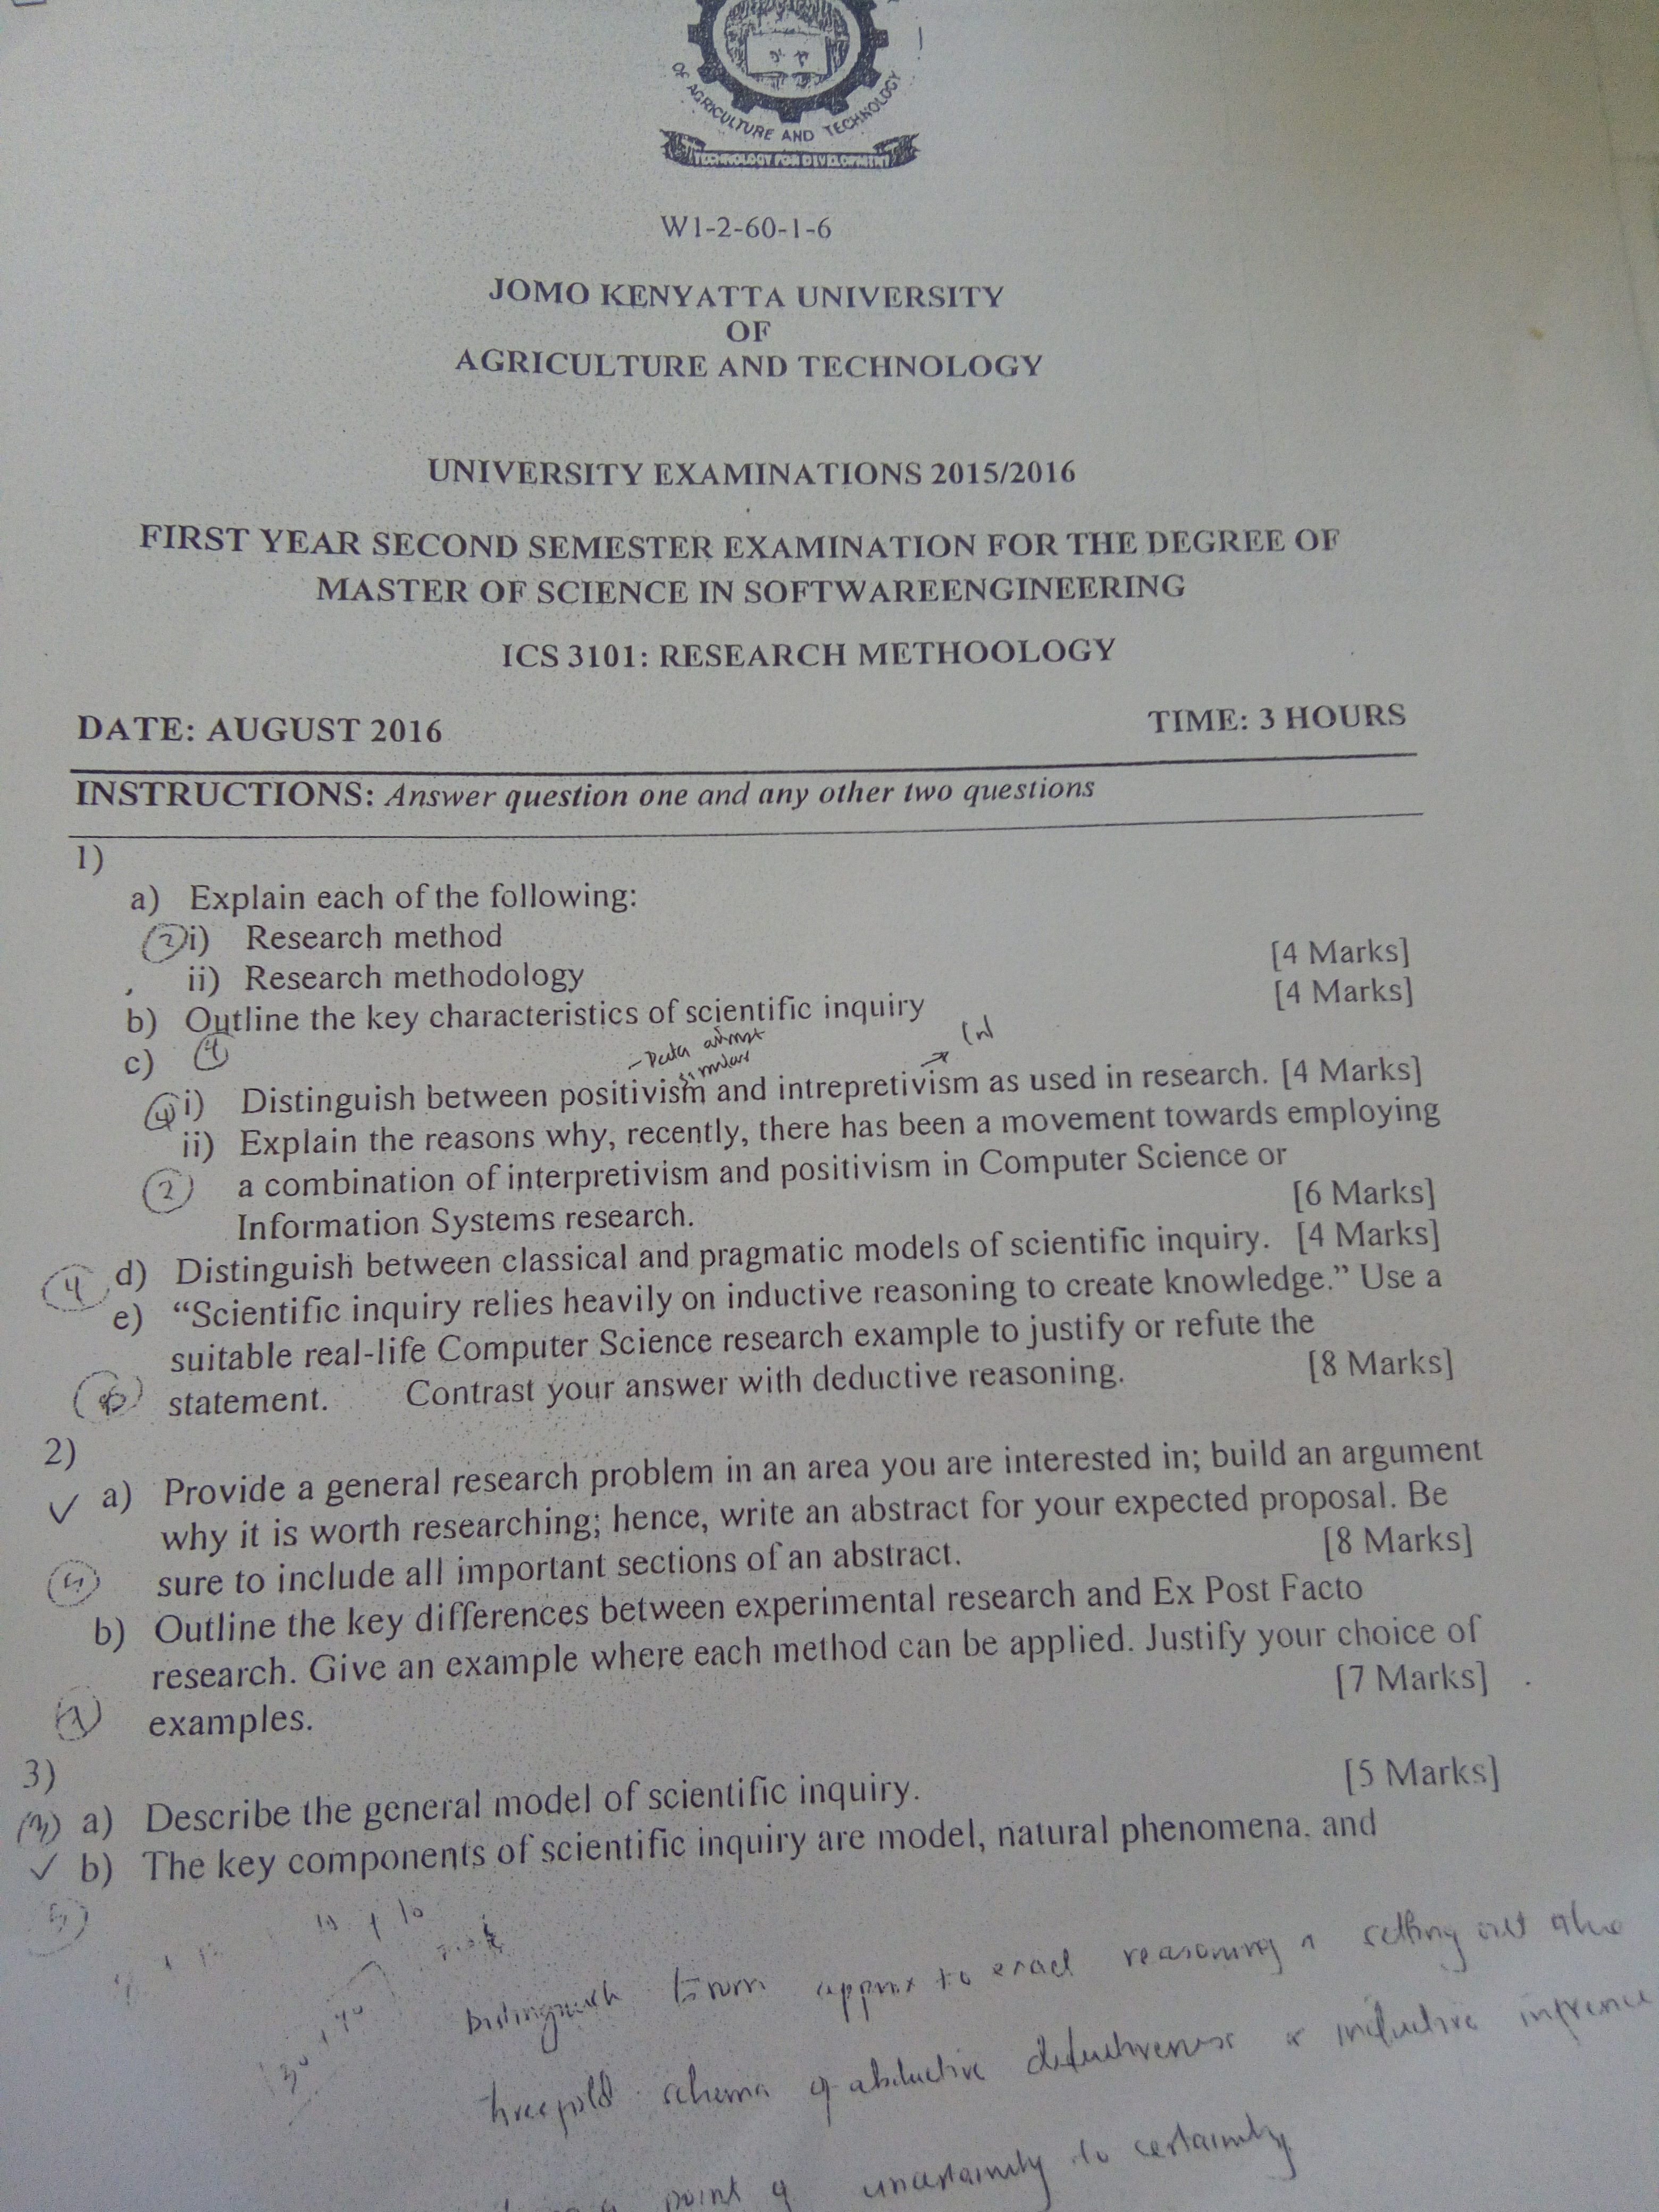 OF AGRICULTURE AND TECHNOLOGY
TECHNOLOGY FOR DEVELOPMENT
W1-2-60-1-6
JOMO KENYATTA UNIVERSITY
OF
AGRICULTURE AND TECHNOLOGY
UNIVERSITY EXAMINATIONS 2015/2016
FIRST YEAR SECOND SEMESTER EXAMINATION FOR THE DEGREE OF
MASTER OF SCIENCE IN SOFTWAREENGINEERING
ICS 3101: RESEARCH METHOOLOGY
DATE: AUGUST 2016 TIME: 3 HOURS
INSTRUCTIONS: Answer question one and any other two questions
1)
a) Explain each of the following:
2 i) Research method [4 Marks]
ii) Research methodology [4 Marks]
b) Outline the key characteristics of scientific inquiry
c) 4
4 i) Distinguish between positivism and intrepretivism as used in research. [4 Marks]
ii) Explain the reasons why, recently, there has been a movement towards employing
2 a combination of interpretivism and positivism in Computer Science or
Information Systems research. [6 Marks]
4 d) Distinguish between classical and pragmatic models of scientific inquiry. [4 Marks]
e) “Scientific inquiry relies heavily on inductive reasoning to create knowledge.” Use a
suitable real-life Computer Science research example to justify or refute the
statement. Contrast your answer with deductive reasoning. [8 Marks]
2)
a) Provide a general research problem in an area you are interested in; build an argument
why it is worth researching; hence, write an abstract for your expected proposal. Be
sure to include all important sections of an abstract. [8 Marks]
b) Outline the key differences between experimental research and Ex Post Facto
research. Give an example where each method can be applied. Justify your choice of
examples. [7 Marks]
3)
a) Describe the general model of scientific inquiry. [5 Marks]
b) The key components of scientific inquiry are model, natural phenomena. and
Distinguish from approx to exact reasoning setting out
threefold schema of abductive deductiveness inductive inference
point of uncertainty to certainty